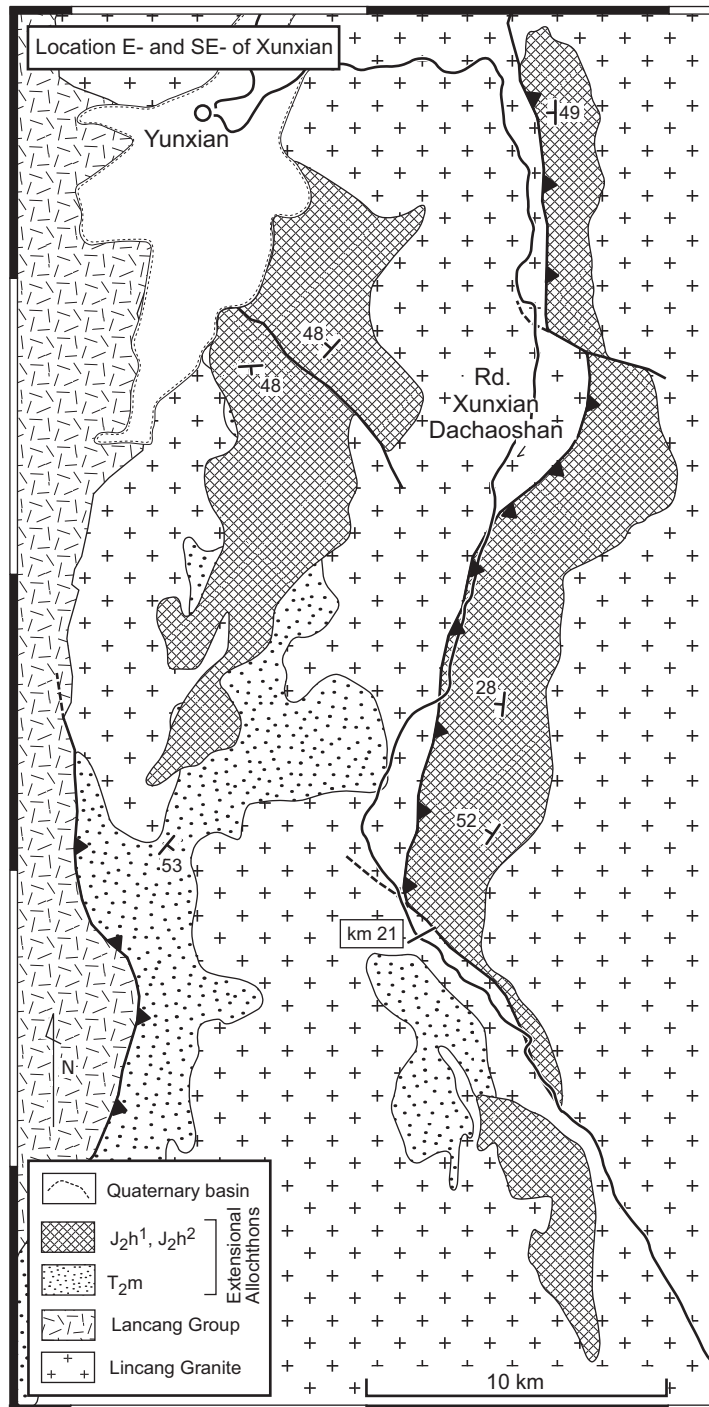 Location E- and SE- of Xunxian
Yunxian
49
48
48
Rd.
Xunxian
Dachaoshan
28
52
53
km 21
N
Quaternary basin
J₂h¹, J₂h²
T₂m
Extensional
Allochthons
Lancang Group
Lincang Granite
10 km